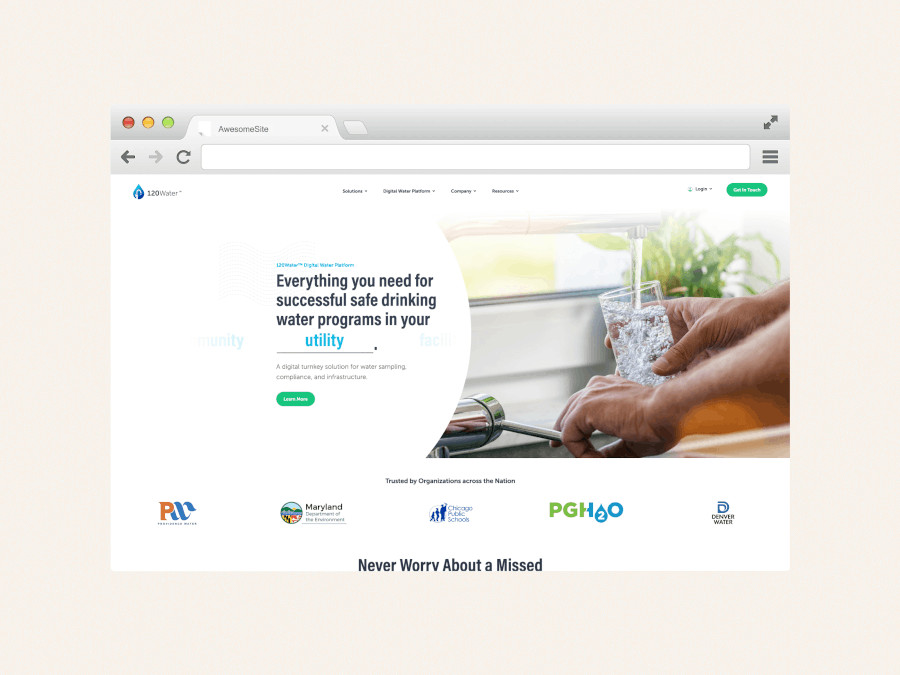 AwesomeSite
120Water™
Solutions
Digital Water Platform
Company
Resources
Login
Get In Touch
120Water™ Digital Water Platform
Everything you need for
successful safe drinking
water programs in your
munity utility facili
.
A digital turnkey solution for water sampling,
compliance, and infrastructure.
Learn More
Trusted by Organizations across the Nation
PW
PROVIDENCE WATER
Maryland
Department of
the Environment
Chicago
Public
Schools
PGH2O
DENVER
WATER
Never Worry About a Missed